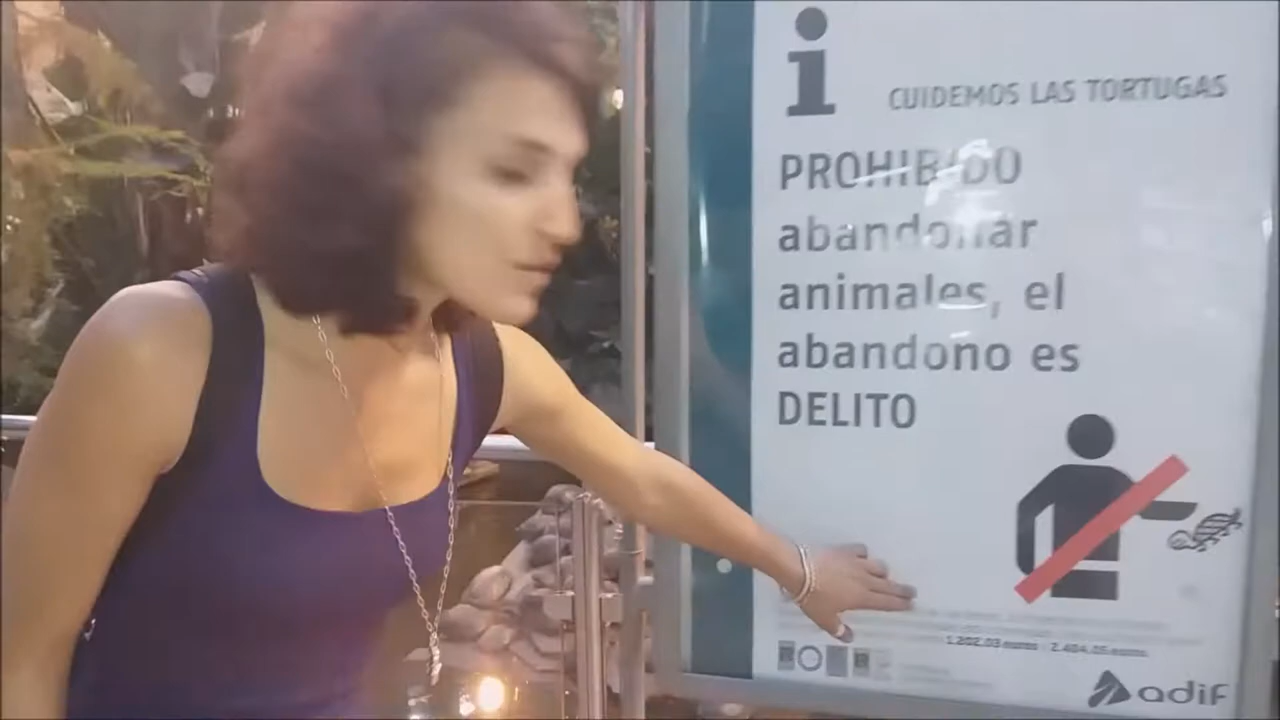 i
CUIDEMOS LAS TORTUGAS
PROHIBIDO
abandonar
animales, el
abandono es
DELITO
1.202,03 euros 2.404,05 euros
adif